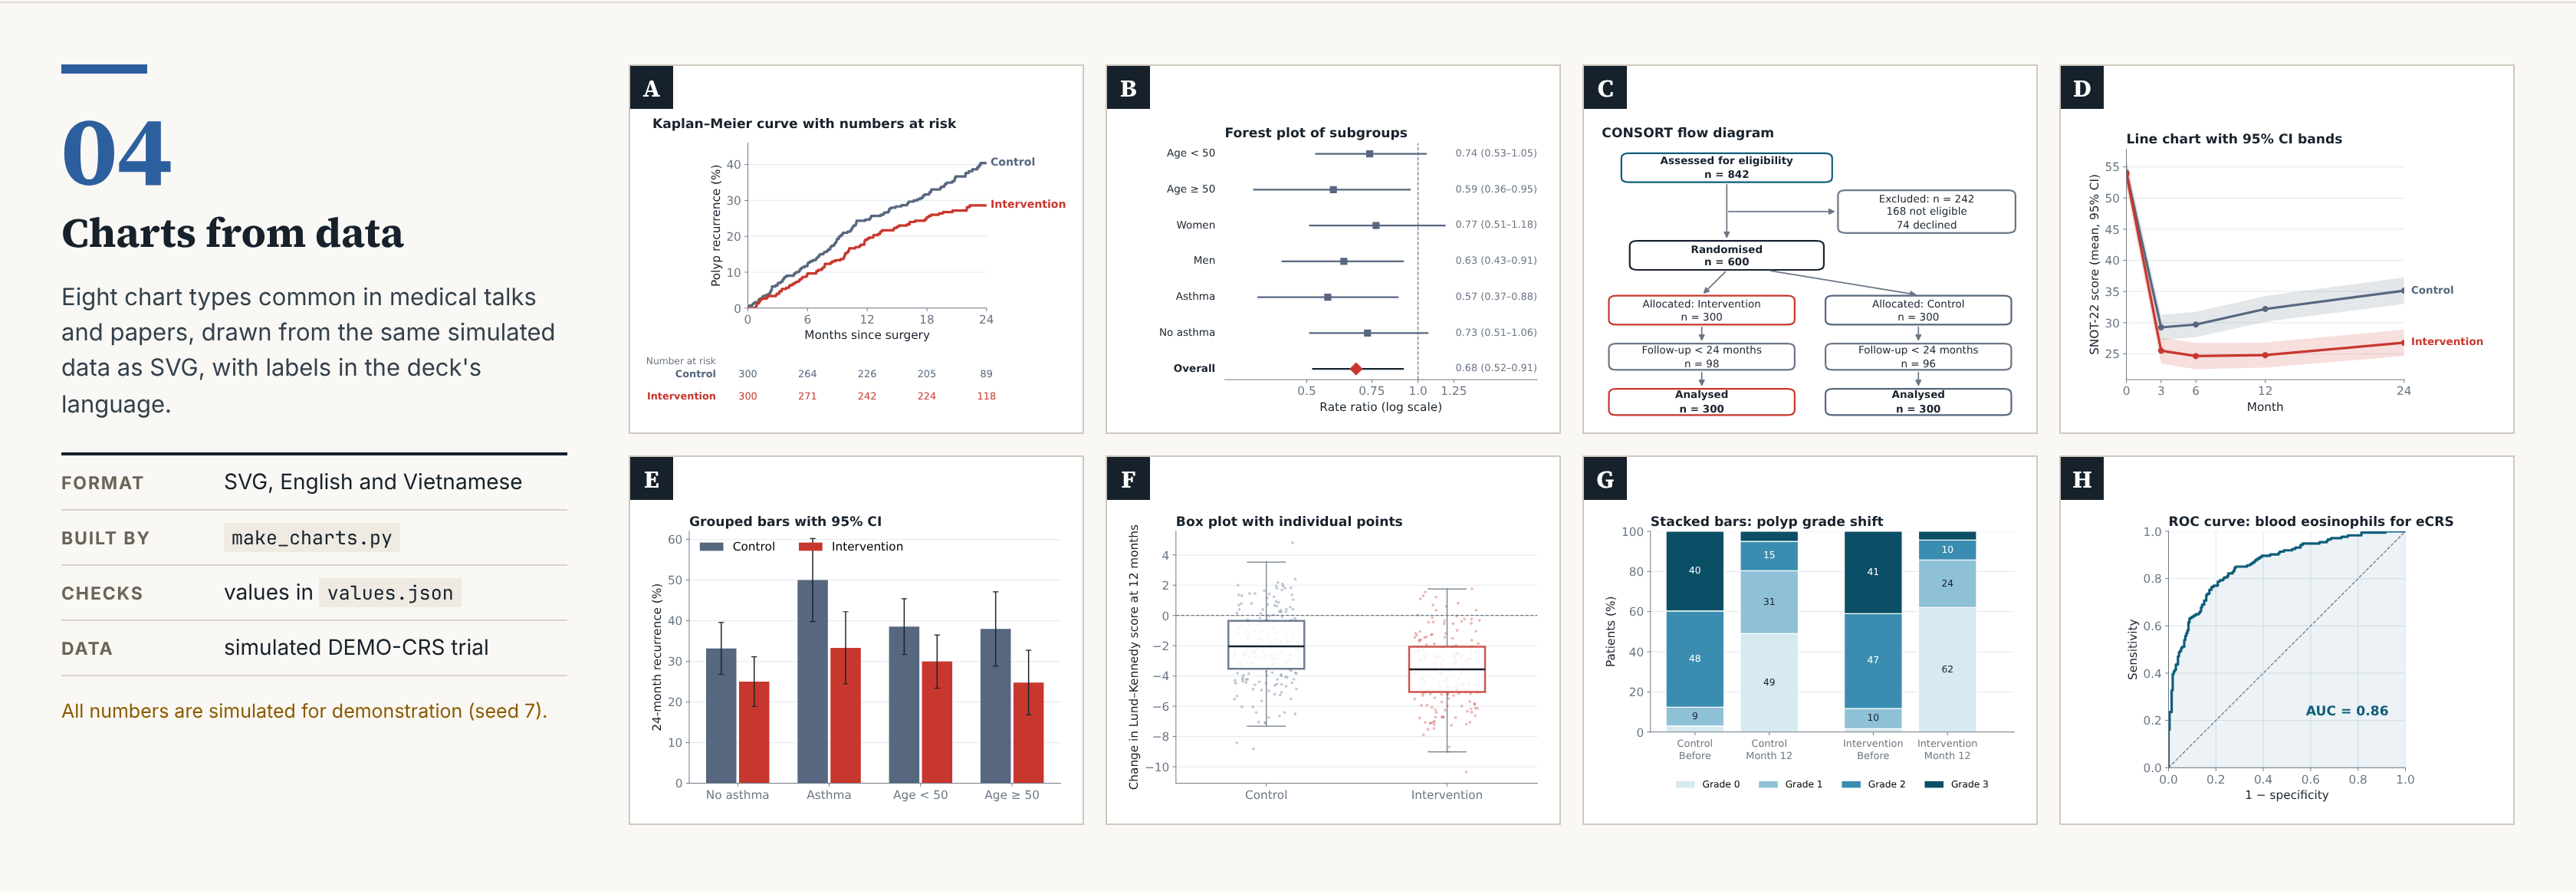 04
Charts from data
Eight chart types common in medical talks
and papers, drawn from the same simulated
data as SVG, with labels in the deck's
language.
FORMAT SVG, English and Vietnamese
BUILT BY make_charts.py
CHECKS values in values.json
DATA simulated DEMO-CRS trial
All numbers are simulated for demonstration (seed 7).
A
Kaplan–Meier curve with numbers at risk
Polyp recurrence (%)
40
30
20
10
0
Control
Intervention
0 6 12 18 24
Months since surgery
Number at risk
Control 300 264 226 205 89
Intervention 300 271 242 224 118
B
Forest plot of subgroups
Age < 50 0.74 (0.53–1.05)
Age ≥ 50 0.59 (0.36–0.95)
Women 0.77 (0.51–1.18)
Men 0.63 (0.43–0.91)
Asthma 0.57 (0.37–0.88)
No asthma 0.73 (0.51–1.06)
Overall 0.68 (0.52–0.91)
0.5 0.75 1.0 1.25
Rate ratio (log scale)
C
CONSORT flow diagram
Assessed for eligibility
n = 842
Excluded: n = 242
168 not eligible
74 declined
Randomised
n = 600
Allocated: Intervention
n = 300
Allocated: Control
n = 300
Follow-up < 24 months
n = 98
Follow-up < 24 months
n = 96
Analysed
n = 300
Analysed
n = 300
D
Line chart with 95% CI bands
SNOT-22 score (mean, 95% CI)
55
50
45
40
35
30
25
Control
Intervention
0 3 6 12 24
Month
E
Grouped bars with 95% CI
Control Intervention
24-month recurrence (%)
60
50
40
30
20
10
0
No asthma Asthma Age < 50 Age ≥ 50
F
Box plot with individual points
Change in Lund–Kennedy score at 12 months
4
2
0
−2
−4
−6
−8
−10
Control Intervention
G
Stacked bars: polyp grade shift
Patients (%)
100
80
60
40
20
0
40
48
9
15
31
49
41
47
10
10
24
62
Control
Before
Control
Month 12
Intervention
Before
Intervention
Month 12
Grade 0 Grade 1 Grade 2 Grade 3
H
ROC curve: blood eosinophils for eCRS
Sensitivity
1.0
0.8
0.6
0.4
0.2
0.0
AUC = 0.86
0.0 0.2 0.4 0.6 0.8 1.0
1 − specificity